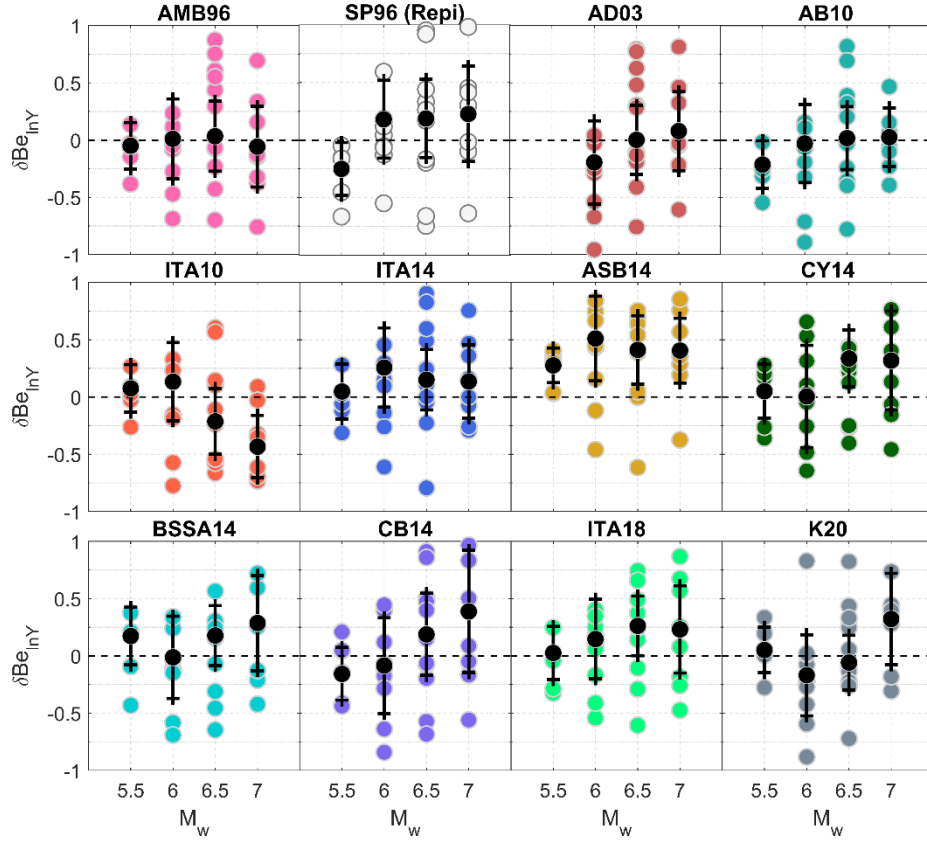 AMB96 SP96 (Repi) AD03 AB10
1
0.5
0
-0.5
-1
δBe_lnY
ITA10 ITA14 ASB14 CY14
1
0.5
0
-0.5
-1
δBe_lnY
BSSA14 CB14 ITA18 K20
1
0.5
0
-0.5
-1
δBe_lnY
5.5 6 6.5 7 5.5 6 6.5 7 5.5 6 6.5 7 5.5 6 6.5 7
M_w M_w M_w M_w